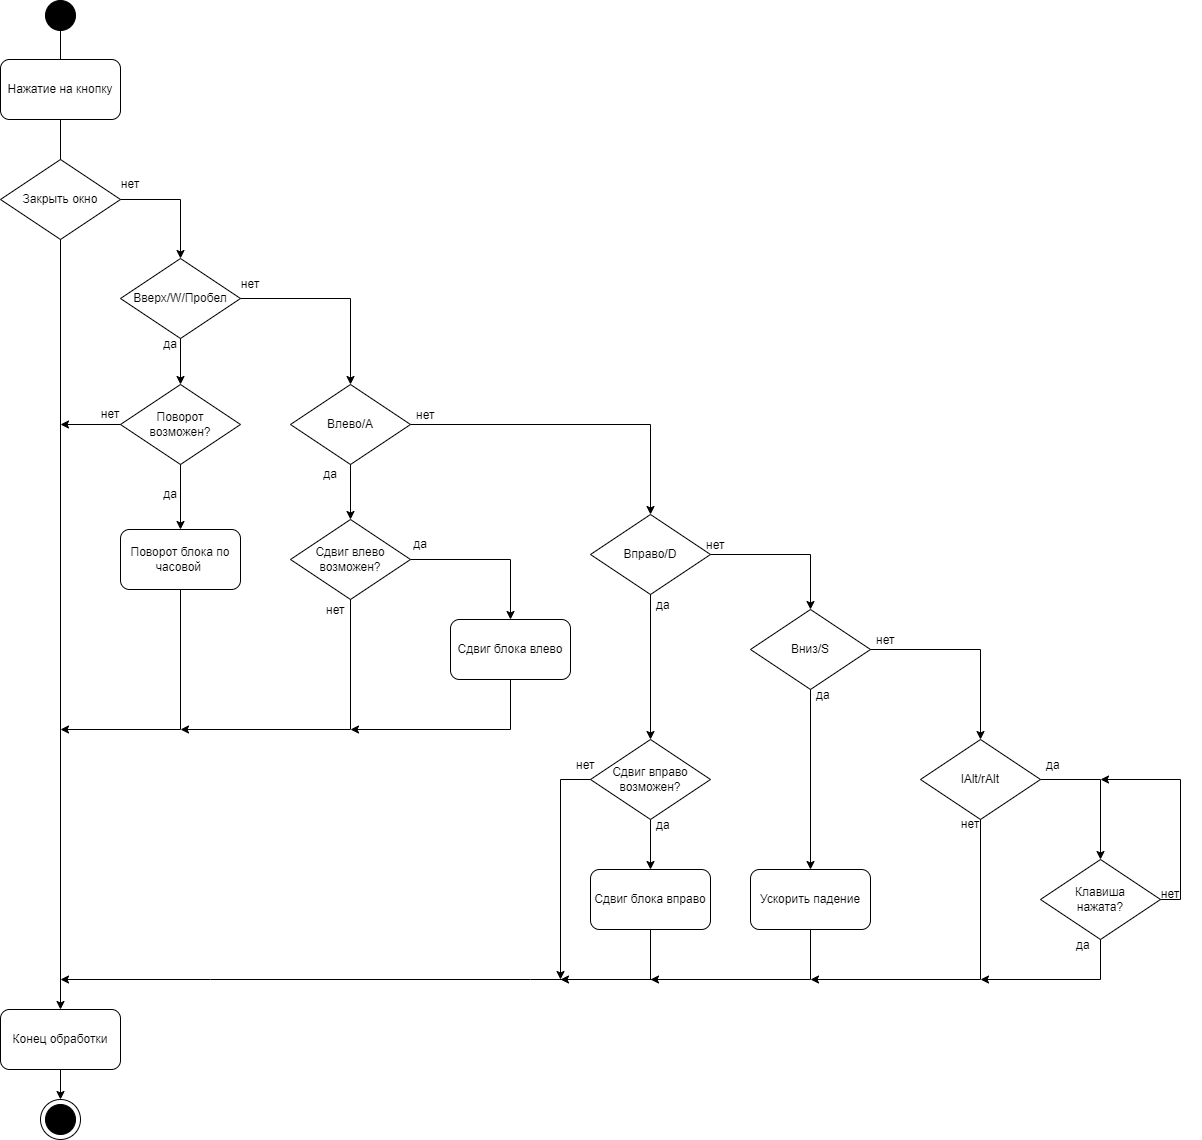 Нажатие на кнопку
Закрыть окно
нет
Вверх/W/Пробел
нет
да
Поворот
возможен?
нет
да
Поворот блока по
часовой
Влево/A
нет
да
Сдвиг влево
возможен?
да
нет
Сдвиг блока влево
Вправо/D
нет
да
Сдвиг вправо
возможен?
нет
да
Сдвиг блока вправо
Вниз/S
нет
да
Ускорить падение
lAlt/rAlt
да
нет
Клавиша
нажата?
нет
да
Конец обработки